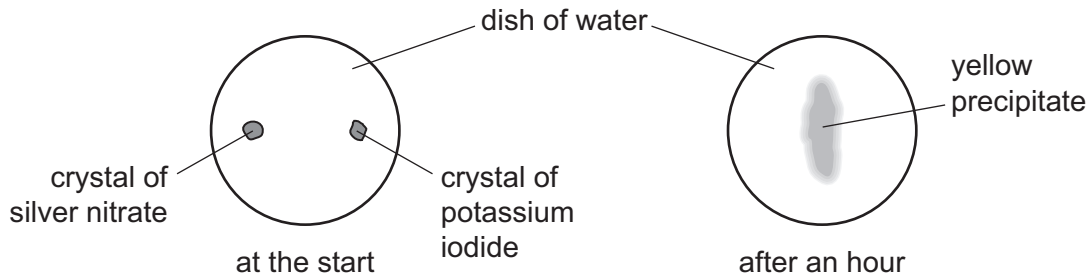 dish of water
yellow
precipitate
crystal of
silver nitrate
crystal of
potassium
iodide
at the start
after an hour